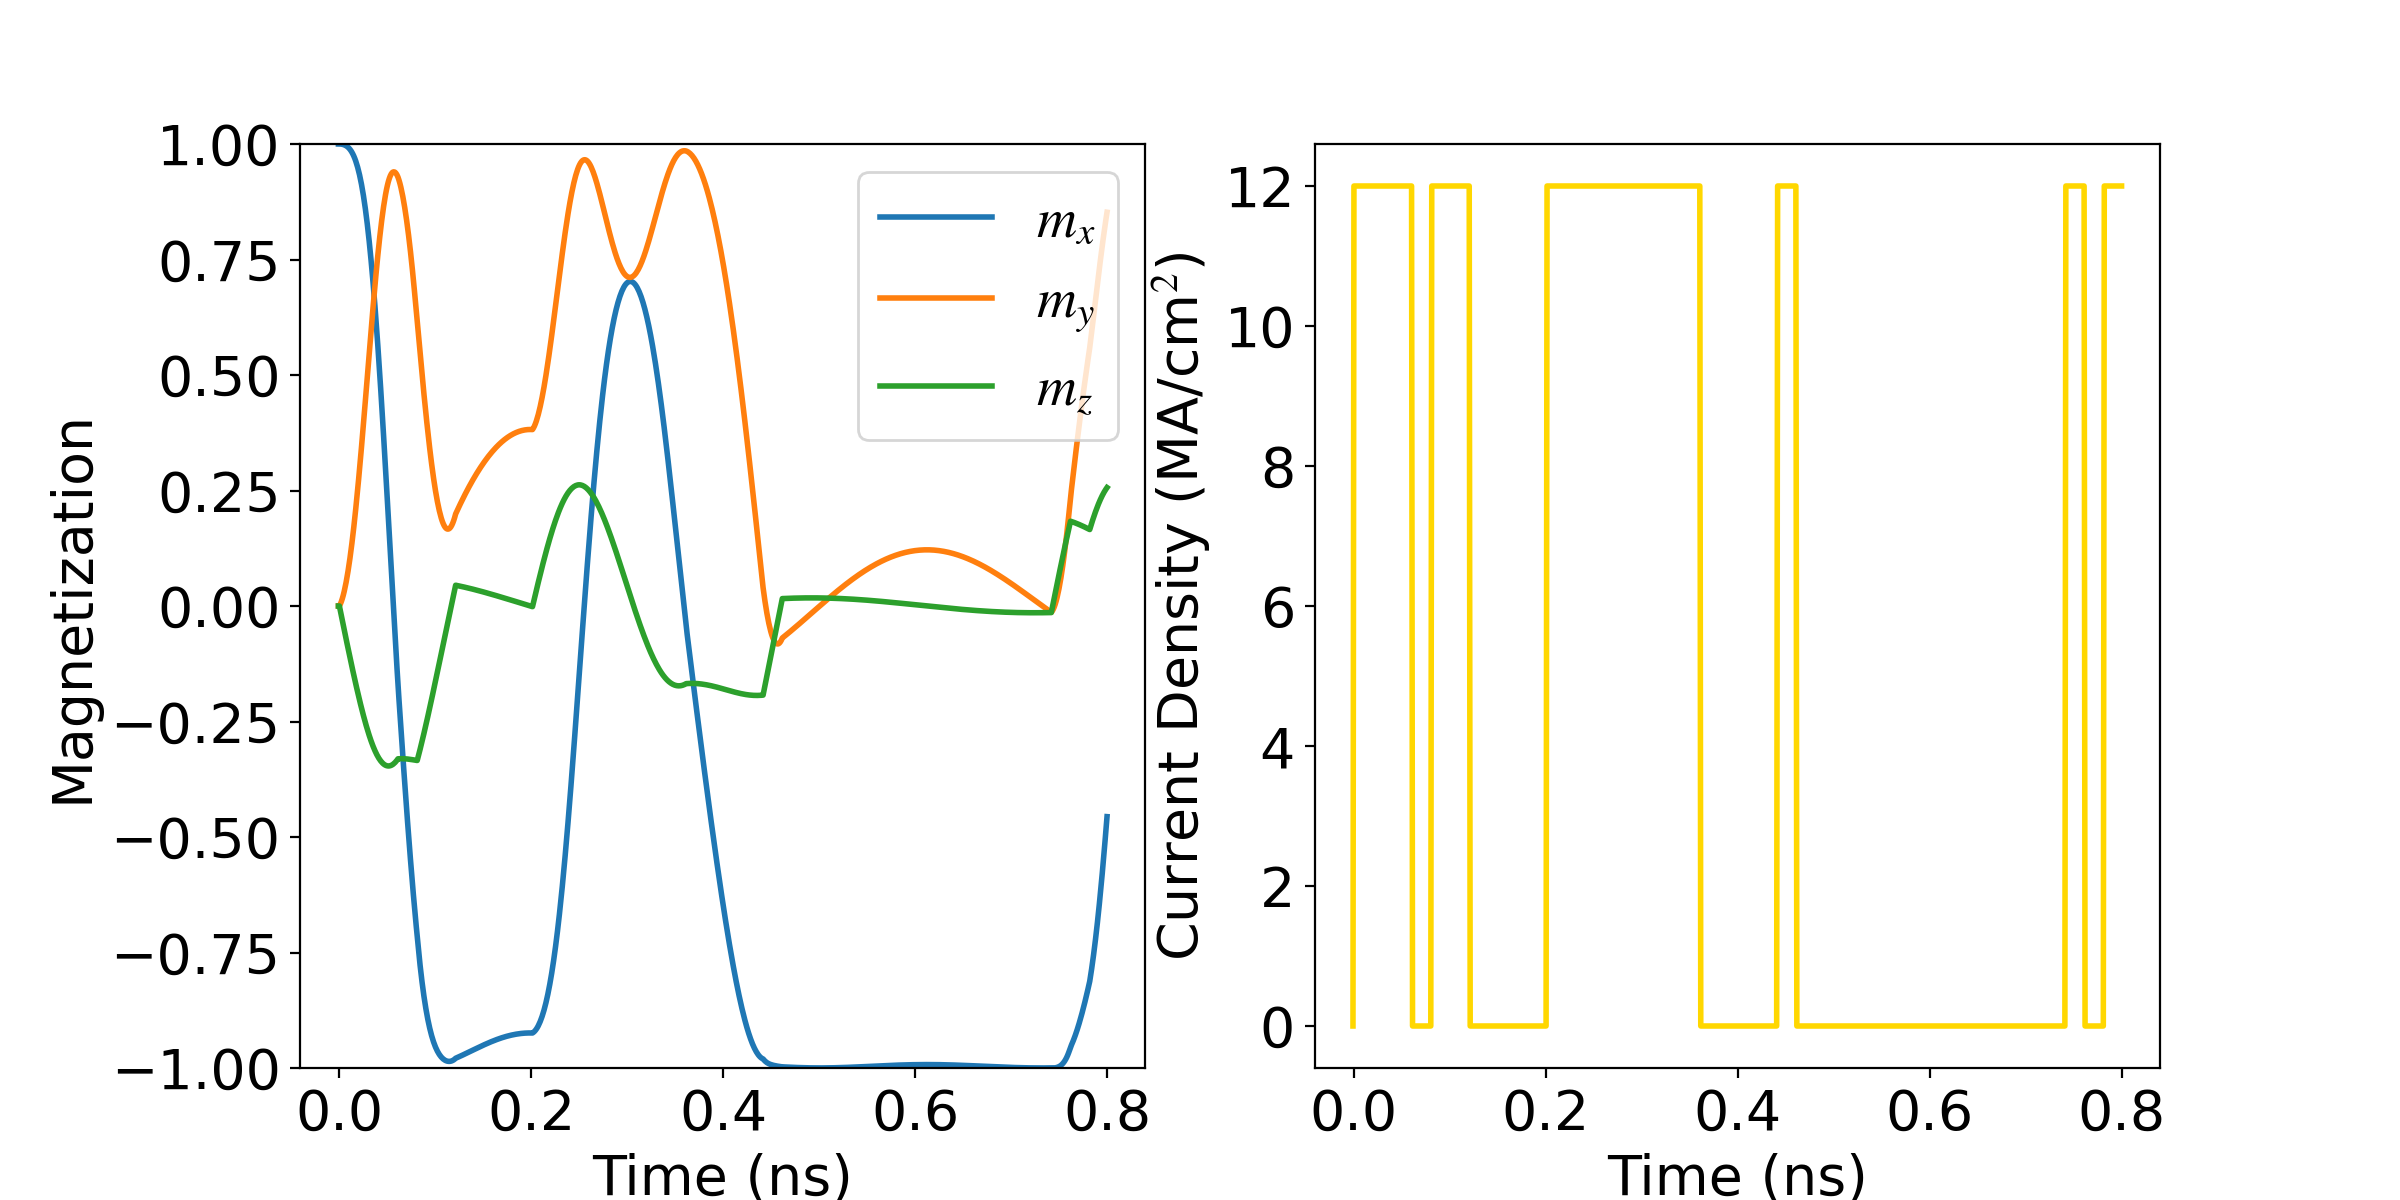 Magnetization
1.00
0.75
0.50
0.25
0.00
−0.25
−0.50
−0.75
−1.00
0.0 0.2 0.4 0.6 0.8
Time (ns)
m_x
m_y
m_z
Current Density (MA/cm²)
12
10
8
6
4
2
0
0.0 0.2 0.4 0.6 0.8
Time (ns)